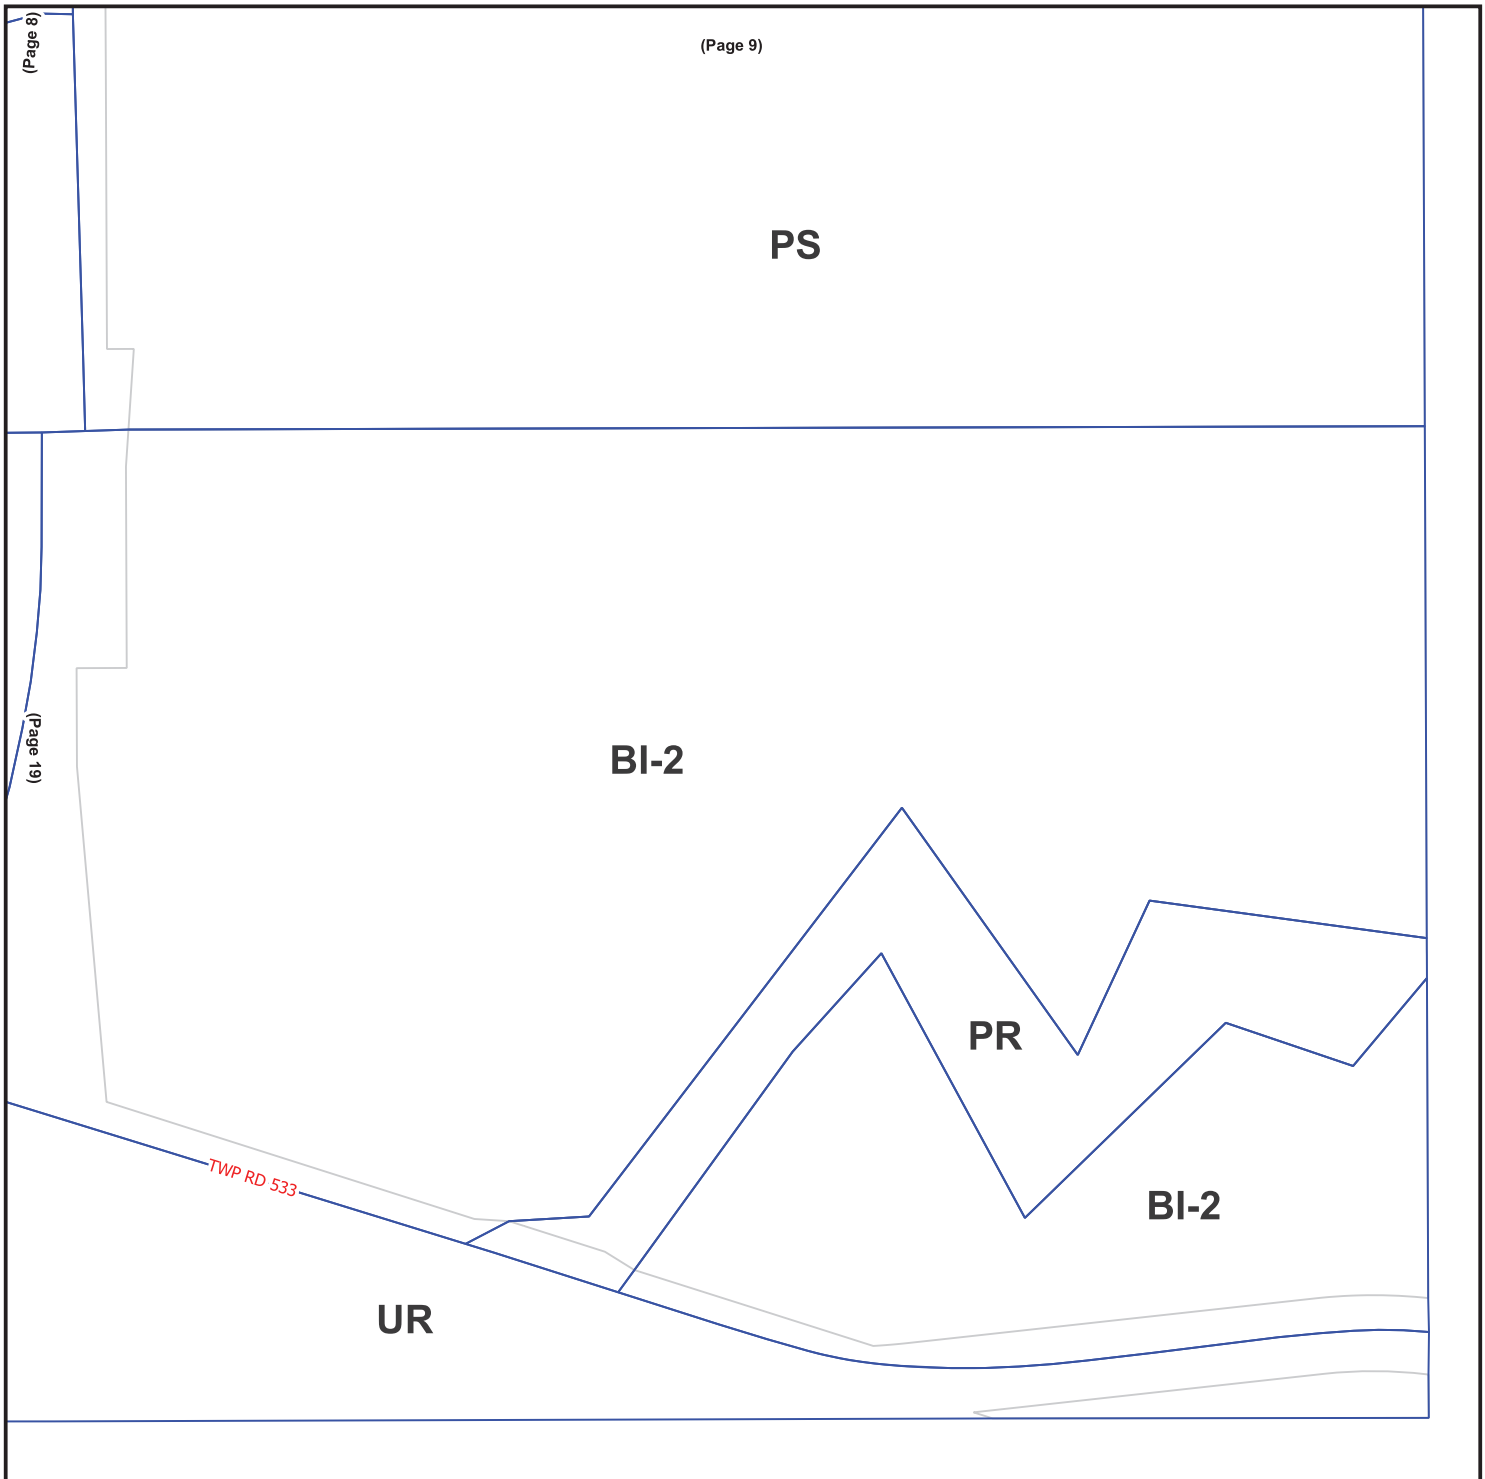 (Page 8)
(Page 9)
PS
(Page 19)
BI-2
PR
TWP RD 533
BI-2
UR